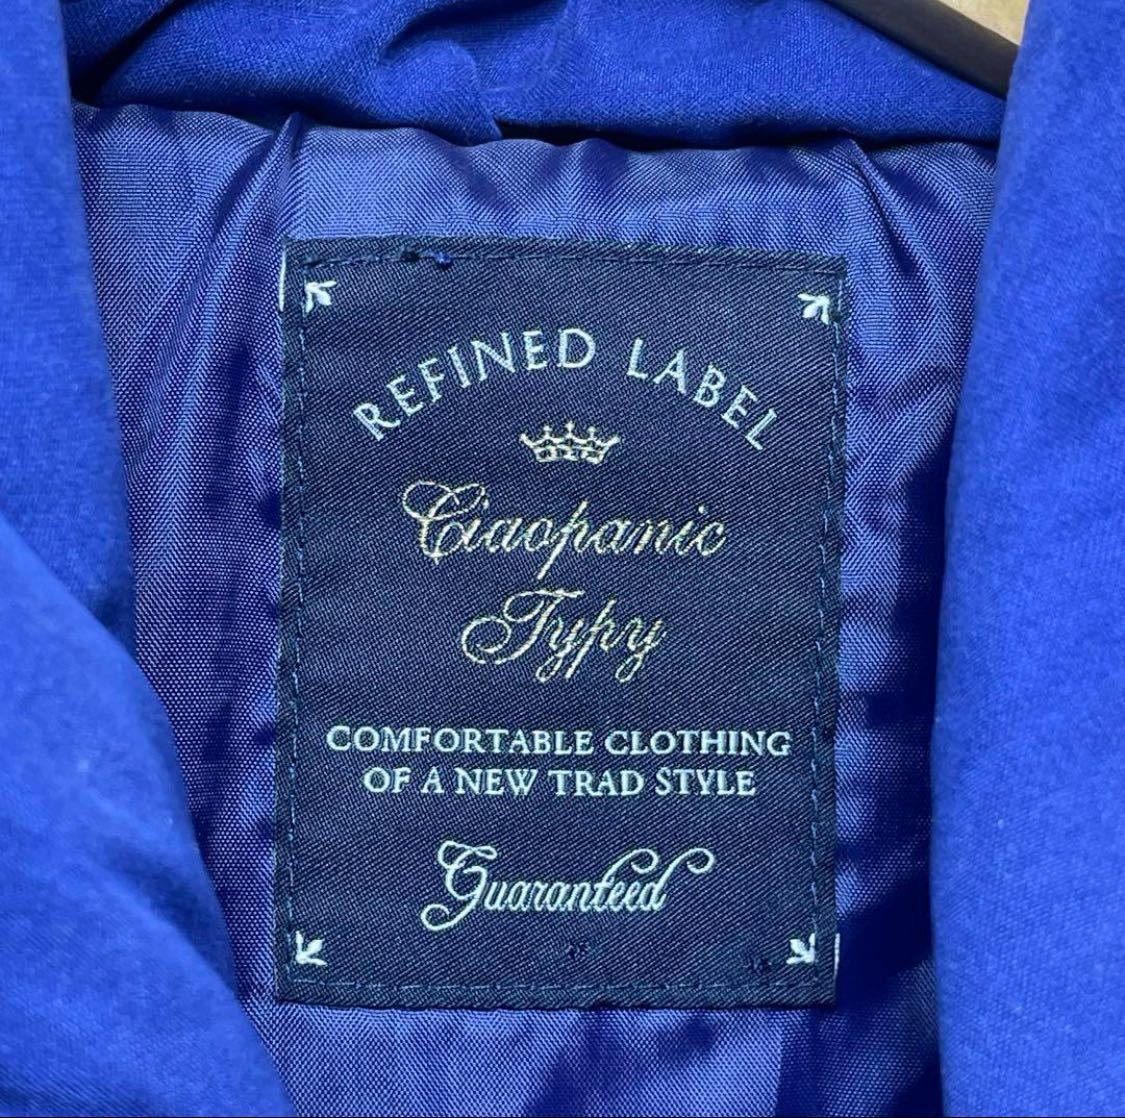 REFINED LABEL
Ciaopanic
Typy
COMFORTABLE CLOTHING
OF A NEW TRAD STYLE
Guaranteed